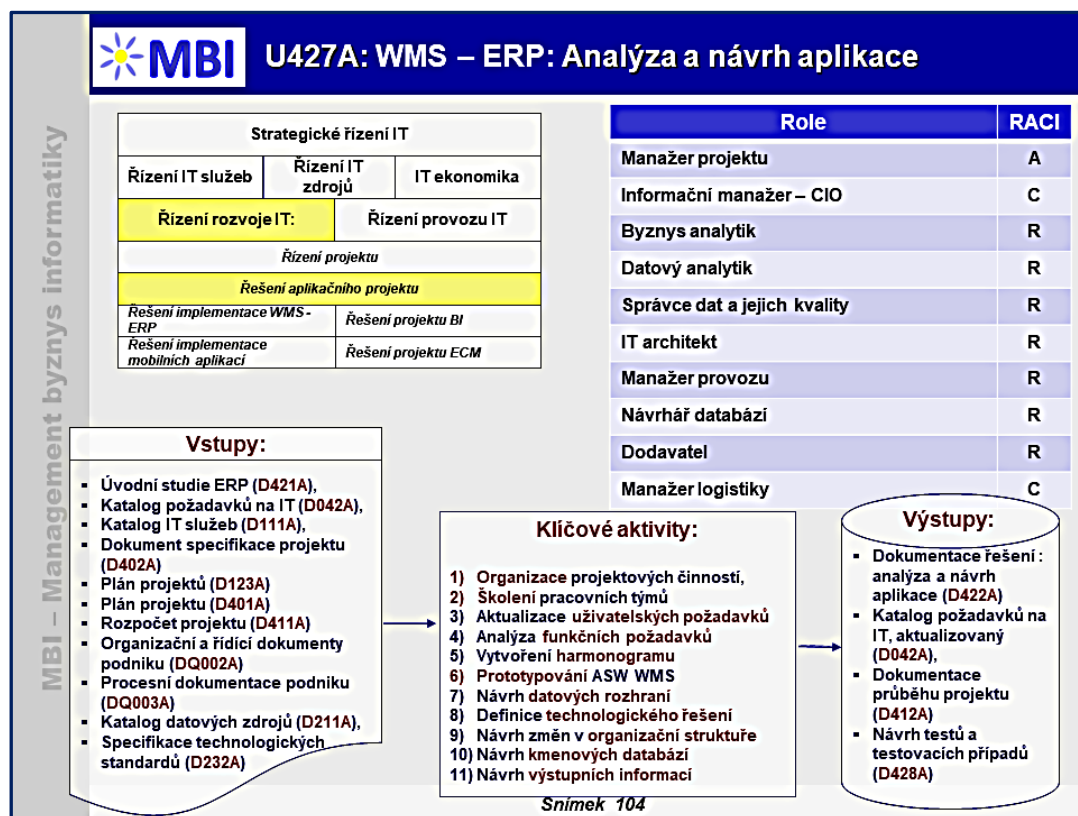 MBI
U427A: WMS – ERP: Analýza a návrh aplikace
MBI – Management byznys informatiky
Strategické řízení IT
Řízení IT služeb
Řízení IT
zdrojů
IT ekonomika
Řízení rozvoje IT:
Řízení provozu IT
Řízení projektu
Řešení aplikačního projektu
Řešení implementace WMS -
ERP
Řešení projektu BI
Řešení implementace
mobilních aplikací
Řešení projektu ECM
Role RACI
Manažer projektu A
Informační manažer – CIO C
Byznys analytik R
Datový analytik R
Správce dat a jejich kvality R
IT architekt R
Manažer provozu R
Návrhář databází R
Dodavatel R
Manažer logistiky C
Vstupy:
▪ Úvodní studie ERP (D421A),
▪ Katalog požadavků na IT (D042A),
▪ Katalog IT služeb (D111A),
▪ Dokument specifikace projektu
(D402A)
▪ Plán projektů (D123A)
▪ Plán projektu (D401A)
▪ Rozpočet projektu (D411A)
▪ Organizační a řídící dokumenty
podniku (DQ002A)
▪ Procesní dokumentace podniku
(DQ003A)
▪ Katalog datových zdrojů (D211A),
▪ Specifikace technologických
standardů (D232A)
Klíčové aktivity:
1) Organizace projektových činností,
2) Školení pracovních týmů
3) Aktualizace uživatelských požadavků
4) Analýza funkčních požadavků
5) Vytvoření harmonogramu
6) Prototypování ASW WMS
7) Návrh datových rozhraní
8) Definice technologického řešení
9) Návrh změn v organizační struktuře
10) Návrh kmenových databází
11) Návrh výstupních informací
Výstupy:
▪ Dokumentace řešení :
analýza a návrh
aplikace (D422A)
▪ Katalog požadavků na
IT, aktualizovaný
(D042A),
▪ Dokumentace
průběhu projektu
(D412A)
▪ Návrh testů a
testovacích případů
(D428A)
Snímek 104